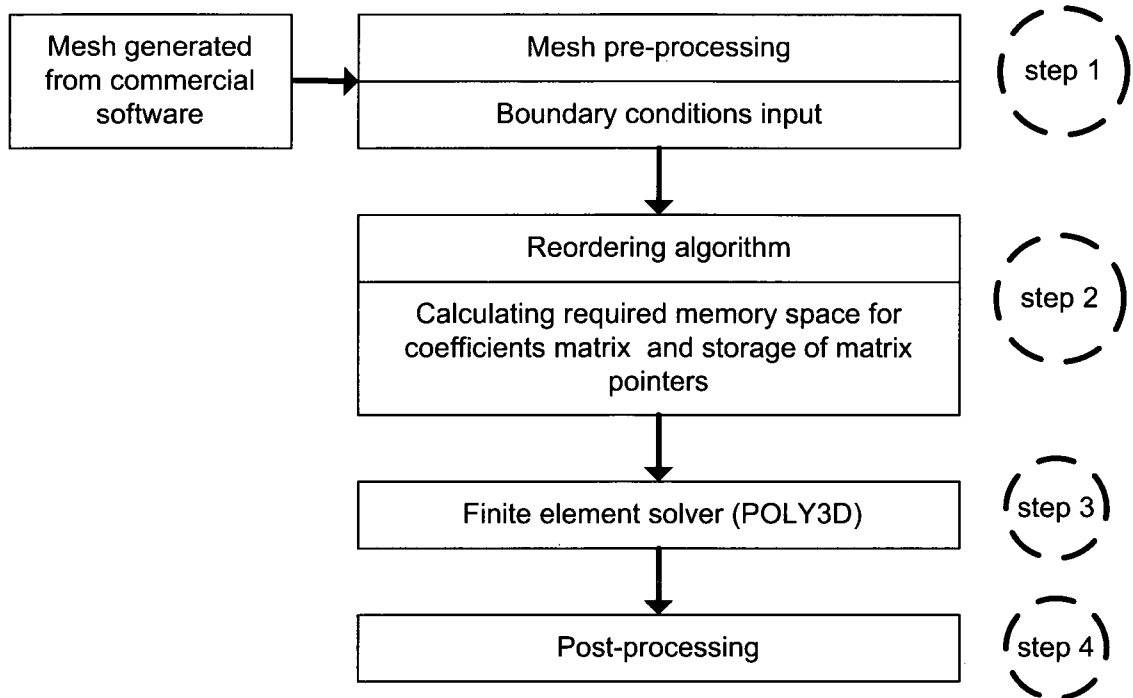 Mesh generated
from commercial
software
Mesh pre-processing
Boundary conditions input
step 1
Reordering algorithm
Calculating required memory space for
coefficients matrix and storage of matrix
pointers
step 2
Finite element solver (POLY3D)
step 3
Post-processing
step 4